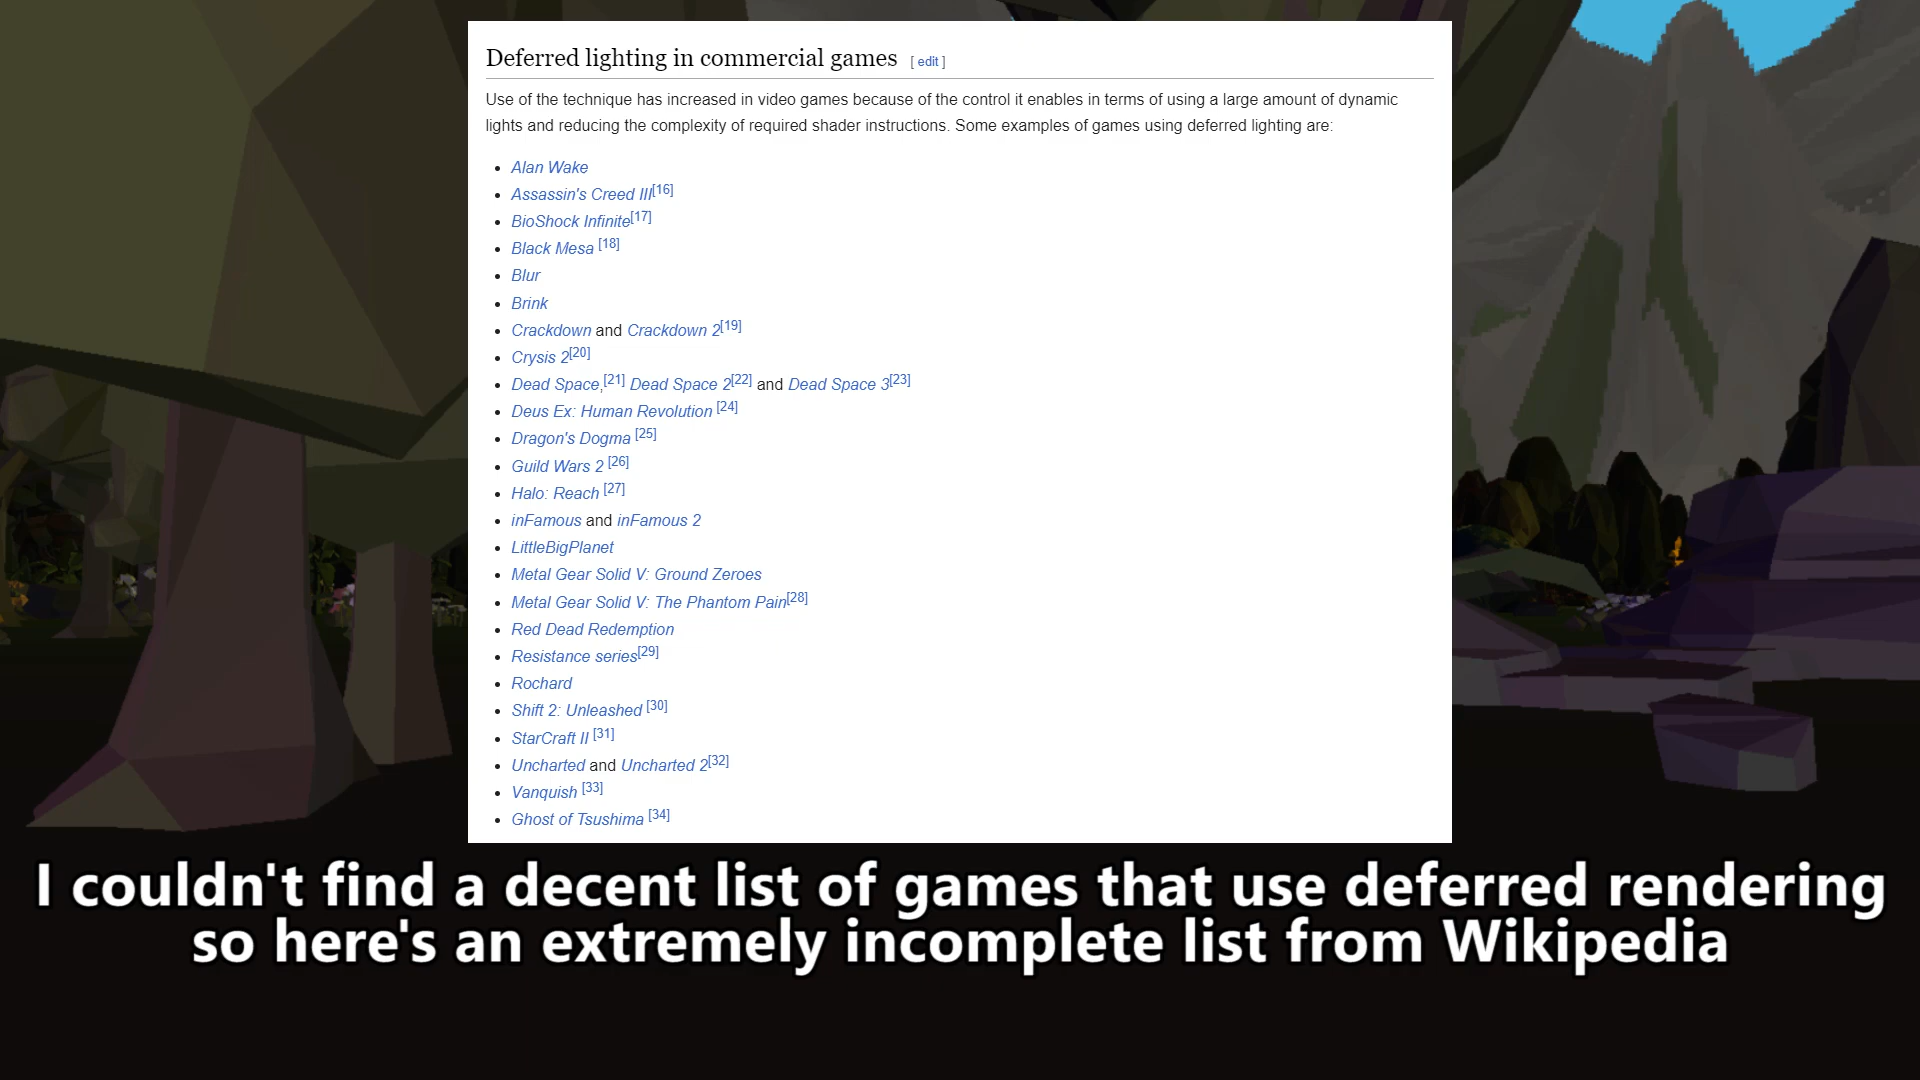 Deferred lighting in commercial games [ edit ]
Use of the technique has increased in video games because of the control it enables in terms of using a large amount of dynamic
lights and reducing the complexity of required shader instructions. Some examples of games using deferred lighting are:
• Alan Wake
• Assassin's Creed III[16]
• BioShock Infinite[17]
• Black Mesa [18]
• Blur
• Brink
• Crackdown and Crackdown 2[19]
• Crysis 2[20]
• Dead Space,[21] Dead Space 2[22] and Dead Space 3[23]
• Deus Ex: Human Revolution [24]
• Dragon's Dogma [25]
• Guild Wars 2 [26]
• Halo: Reach [27]
• inFamous and inFamous 2
• LittleBigPlanet
• Metal Gear Solid V: Ground Zeroes
• Metal Gear Solid V: The Phantom Pain[28]
• Red Dead Redemption
• Resistance series[29]
• Rochard
• Shift 2: Unleashed [30]
• StarCraft II [31]
• Uncharted and Uncharted 2[32]
• Vanquish [33]
• Ghost of Tsushima [34]
I couldn't find a decent list of games that use deferred rendering
so here's an extremely incomplete list from Wikipedia